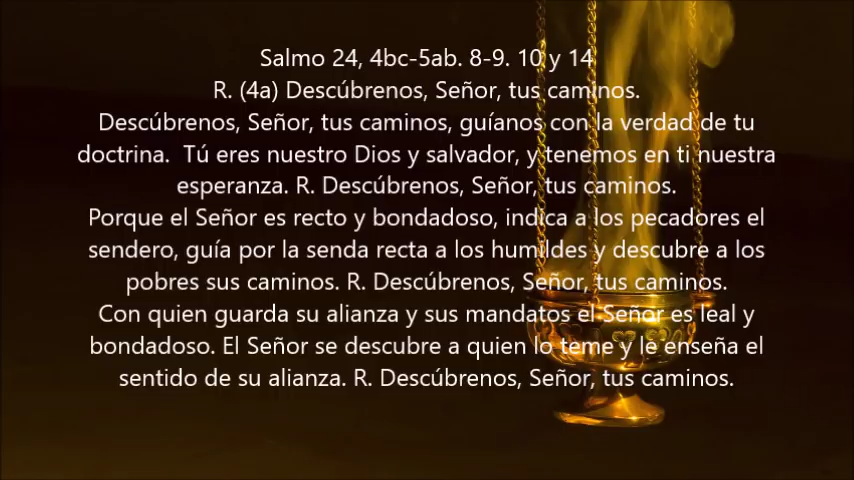 Salmo 24, 4bc-5ab. 8-9. 10 y 14
R. (4a) Descúbrenos, Señor, tus caminos.
Descúbrenos, Señor, tus caminos, guíanos con la verdad de tu
doctrina. Tú eres nuestro Dios y salvador, y tenemos en ti nuestra
esperanza. R. Descúbrenos, Señor, tus caminos.
Porque el Señor es recto y bondadoso, indica a los pecadores el
sendero, guía por la senda recta a los humildes y descubre a los
pobres sus caminos. R. Descúbrenos, Señor, tus caminos.
Con quien guarda su alianza y sus mandatos el Señor es leal y
bondadoso. El Señor se descubre a quien lo teme y le enseña el
sentido de su alianza. R. Descúbrenos, Señor, tus caminos.